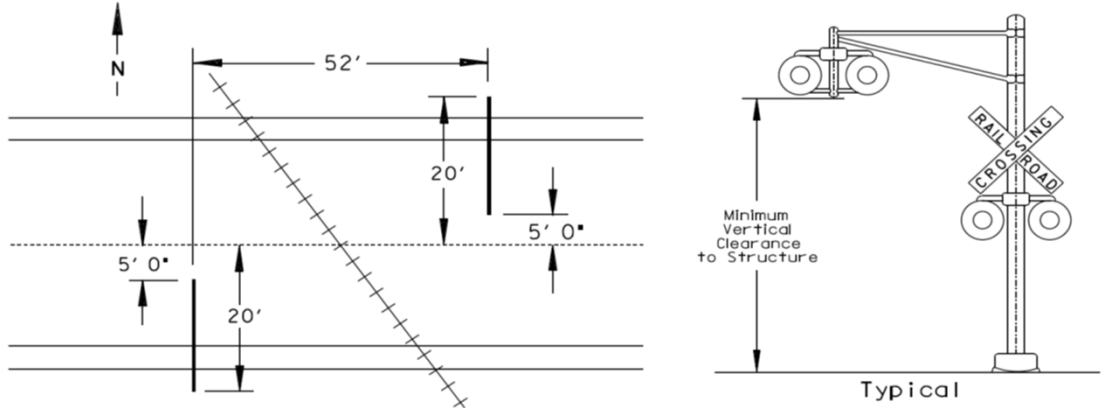 N
52'
20'
5' 0"
5' 0"
20'
RAIL
ROAD
CROSSING
Minimum
Vertical
Clearance
to Structure
Typical